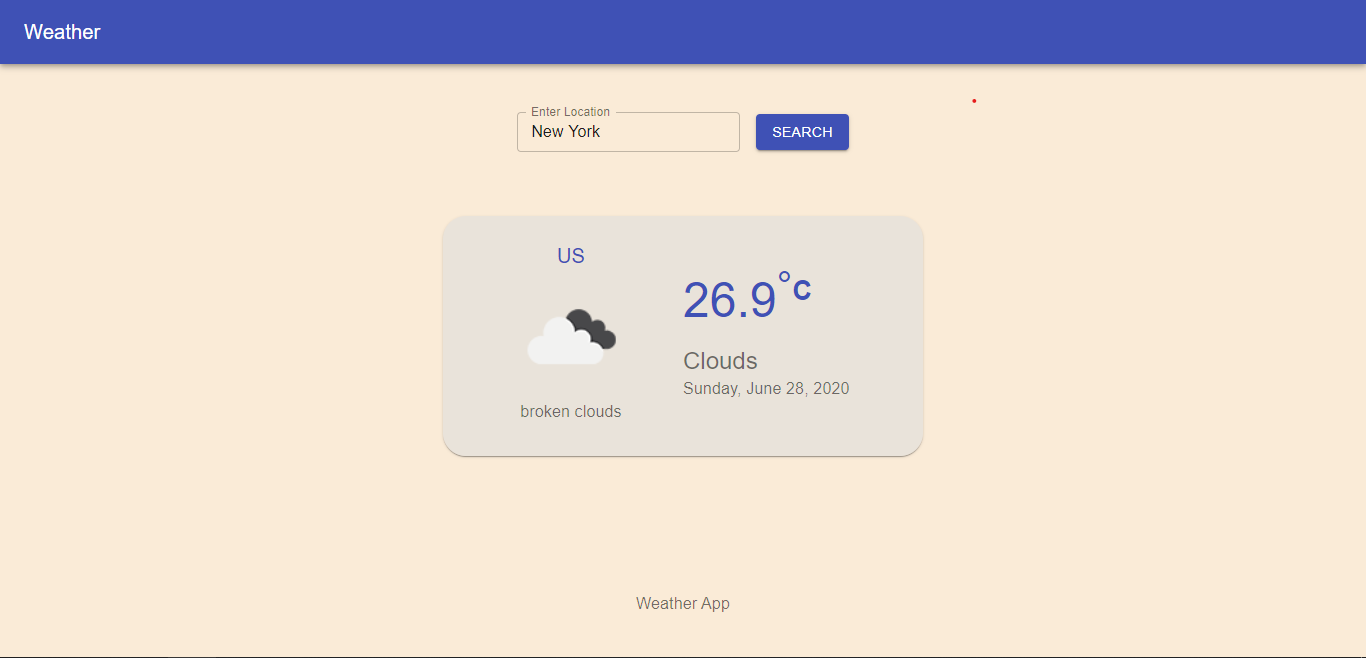 Weather
Enter Location
New York
SEARCH
US
broken clouds
26.9°c
Clouds
Sunday, June 28, 2020
Weather App